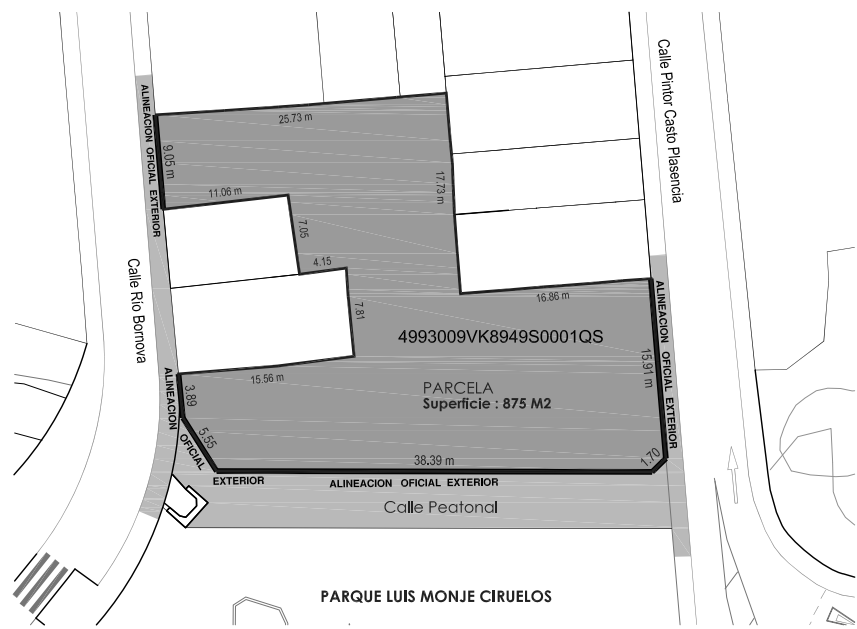 Calle Pintor Casto Plasencia
ALINEACION OFICIAL EXTERIOR
25.73 m
9.05 m
11.06 m
17.73 m
7.05
4.15
Calle Río Bornova
16.86 m
7.81
4993009VK8949S0001QS
ALINEACION OFICIAL EXTERIOR
15.91 m
15.56 m
PARCELA
Superficie : 875 M2
ALINEACION
OFICIAL
EXTERIOR
3.89
5.55
38.39 m
1.70
ALINEACION OFICIAL EXTERIOR
Calle Peatonal
PARQUE LUIS MONJE CIRUELOS